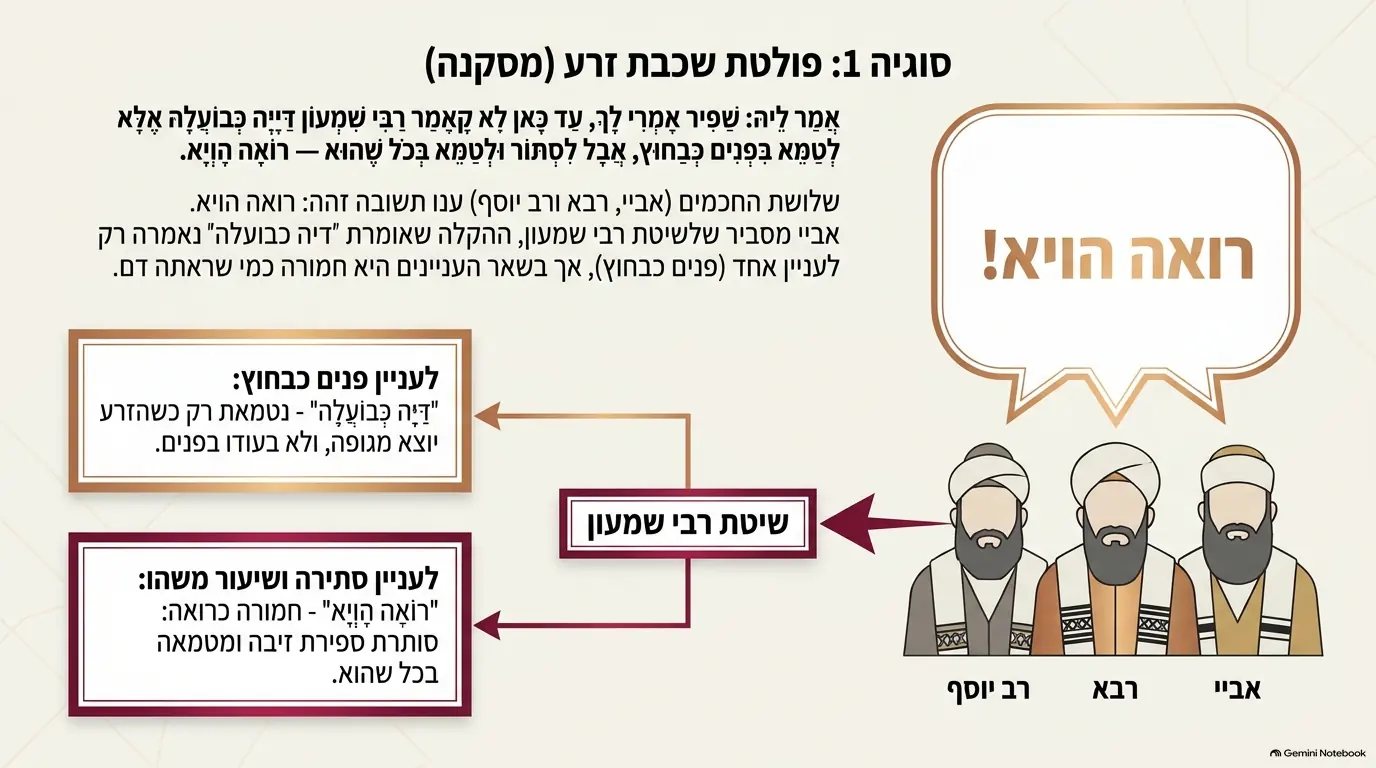 סוגיה 1: פולטת שכבת זרע (מסקנה)
אֲמַר לֵיהּ: שַׁפִּיר אָמְרִי לָךְ, עַד כָּאן לָא קָאָמַר רַבִּי שִׁמְעוֹן דַּיֶּיהָ כְּבוֹעֲלָהּ אֶלָּא
לְטַמֵּא בִּפְנִים כְּבַחוּץ, אֲבָל לִסְתּוֹר וּלְטַמֵּא בְּכֹל שֶׁהוּא — רוֹאָה הָוְיָא.
שלושת החכמים (אביי, רבא ורב יוסף) ענו תשובה זהה: רואה הויא.
אביי מסביר שלשיטת רבי שמעון, ההקלה שאומרת "דיה כבועלה" נאמרה רק
לעניין אחד (פנים כבחוץ), אך בשאר העניינים היא חמורה כמי שראתה דם.
רואה הויא!
לעניין פנים כבחוץ:
"דַּיָּהּ כְּבוֹעֲלָהּ" - נטמאת רק כשהזרע
יוצא מגופה, ולא בעודו בפנים.
שיטת רבי שמעון
לעניין סתירה ושיעור משהו:
"רוֹאָה הָוְיָא" - חמורה כרואה:
סותרת ספירת זיבה ומטמאה
בכל שהוא.
אביי
רבא
רב יוסף
Gemini Notebook